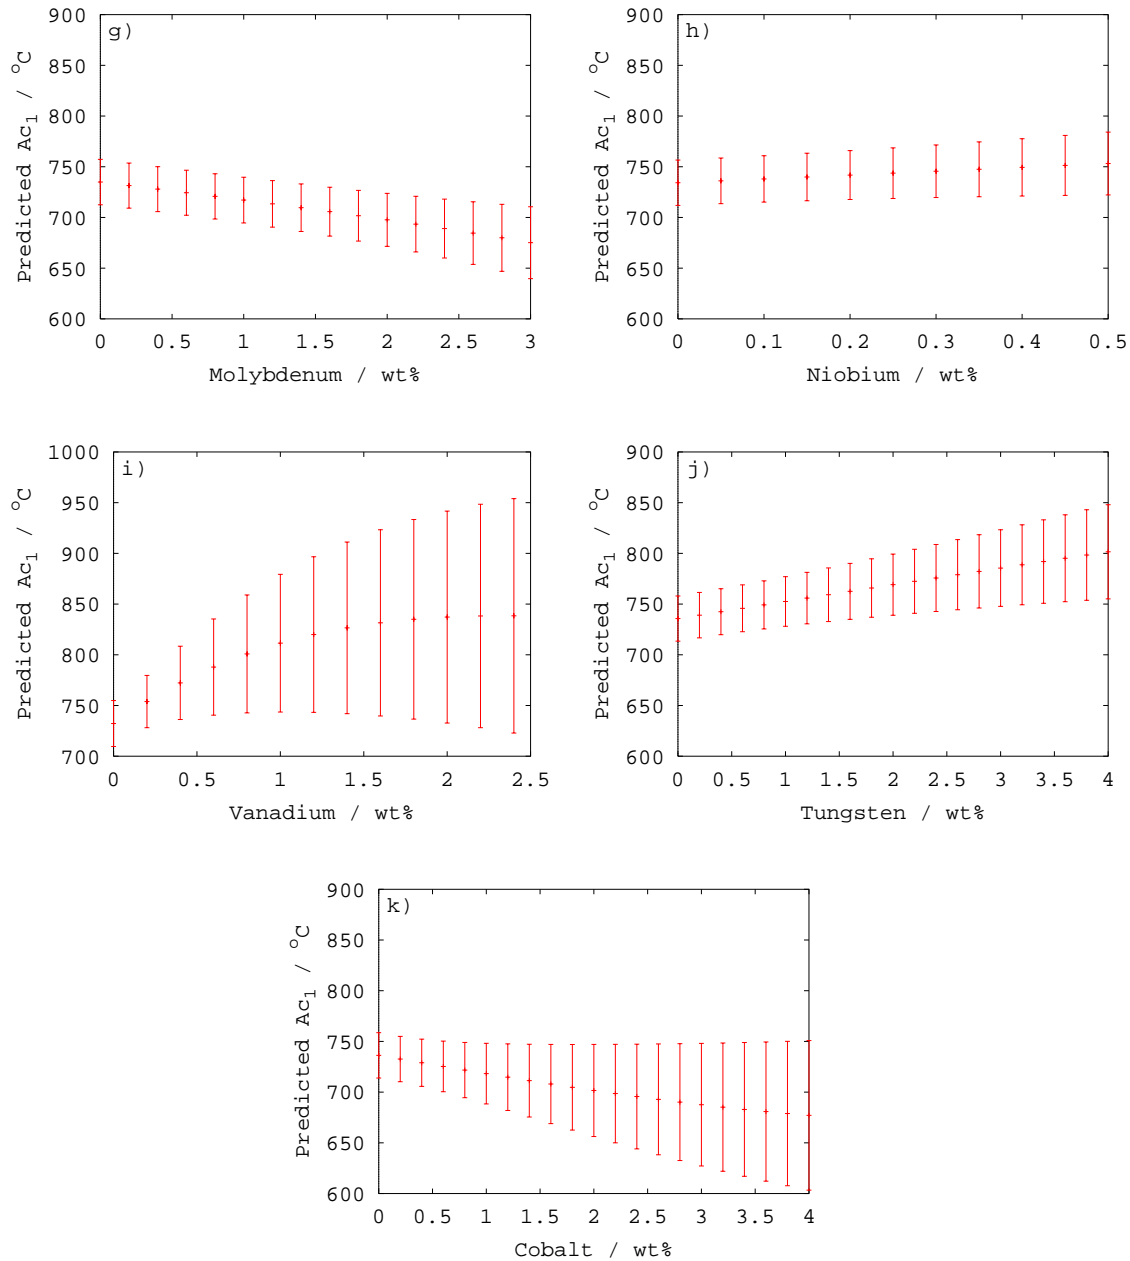 g)
Predicted Ac1 / °C
900
850
800
750
700
650
600
0 0.5 1 1.5 2 2.5 3
Molybdenum / wt%
h)
Predicted Ac1 / °C
900
850
800
750
700
650
600
0 0.1 0.2 0.3 0.4 0.5
Niobium / wt%
i)
Predicted Ac1 / °C
1000
950
900
850
800
750
700
0 0.5 1 1.5 2 2.5
Vanadium / wt%
j)
Predicted Ac1 / °C
900
850
800
750
700
650
600
0 0.5 1 1.5 2 2.5 3 3.5 4
Tungsten / wt%
k)
Predicted Ac1 / °C
900
850
800
750
700
650
600
0 0.5 1 1.5 2 2.5 3 3.5 4
Cobalt / wt%